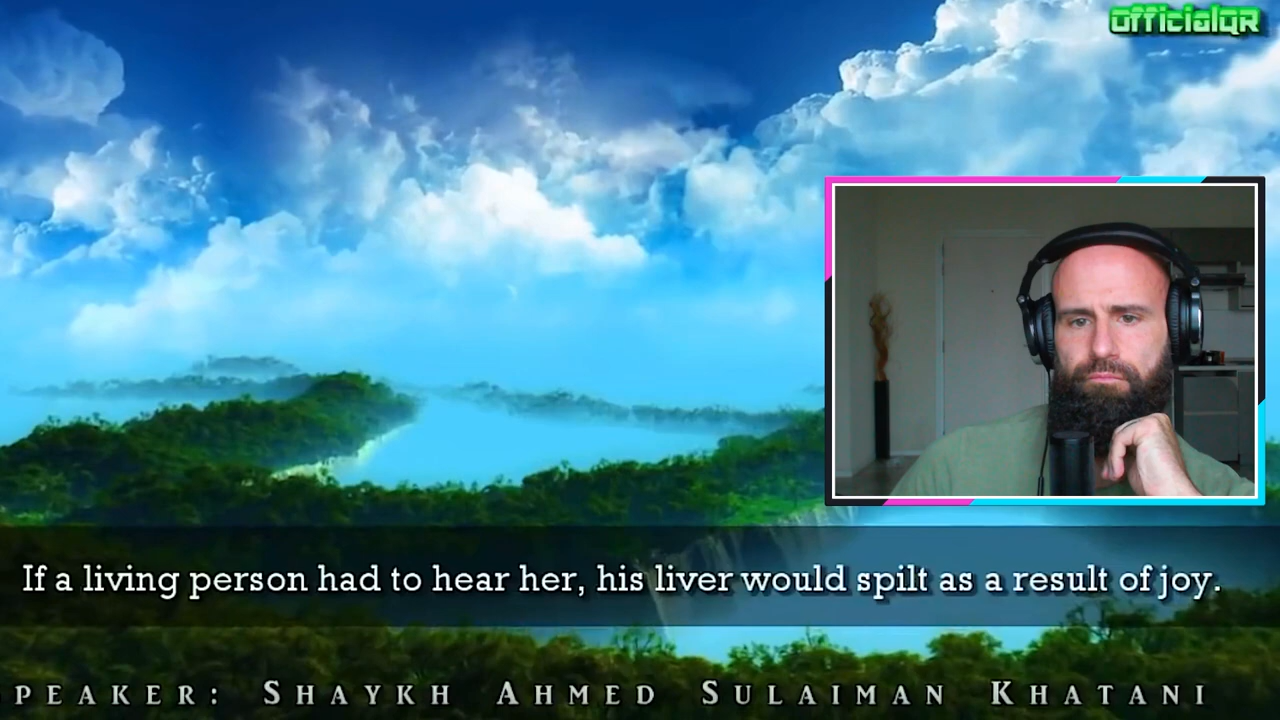 OfficialQR
If a living person had to hear her, his liver would spilt as a result of joy.
PEAKER: SHAYKH AHMED SULAIMAN KHATANI